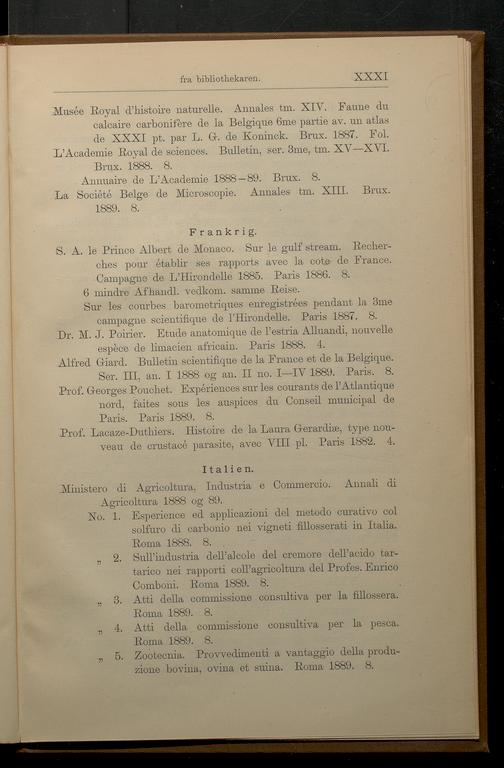 fra bibliothekaren. XXXI
Musée Royal d'histoire naturelle. Annales tm. XIV. Faune du
calcaire carbonifère de la Belgique 6me partie av. un atlas
de XXXI pt. par L. G. de Koninck. Brux. 1887. Fol.
L'Academie Royal de sciences. Bulletin, ser. 3me, tm. XV—XVI.
Brux. 1888. 8.
Annuaire de L'Academie 1888–89. Brux. 8.
La Société Belge de Microscopie. Annales tm. XIII. Brux.
1889. 8.
Frankrig.
S. A. le Prince Albert de Monaco. Sur le gulf stream. Recher-
ches pour établir ses rapports avec la cote de France.
Campagne de L'Hirondelle 1885. Paris 1886. 8.
6 mindre Afhandl. vedkom. samme Reise.
Sur les courbes barometriques enregistrées pendant la 3me
campagne scientifique de l'Hirondelle. Paris 1887. 8.
Dr. M. J. Poirier. Etude anatomique de l'estria Alluandi, nouvelle
espèce de limacien africain. Paris 1888. 4.
Alfred Giard. Bulletin scientifique de la France et de la Belgique.
Ser. III, an. I 1888 og an. II no. I—IV 1889. Paris. 8.
Prof. Georges Pouchet. Expériences sur les courants de l'Atlantique
nord, faites sous les auspices du Conseil municipal de
Paris. Paris 1889. 8.
Prof. Lacaze-Duthiers. Histoire de la Laura Gerardiæ, type nou-
veau de crustacé parasite, avec VIII pl. Paris 1882. 4.
Italien.
Ministero di Agricoltura, Industria e Commercio. Annali di
Agricoltura 1888 og 89.
No. 1. Esperience ed applicazioni del metodo curativo col
solfuro di carbonio nei vigneti fillosserati in Italia.
Roma 1888. 8.
„ 2. Sull'industria dell'alcole del cremore dell'acido tar-
tarico nei rapporti coll'agricoltura del Profes. Enrico
Comboni. Roma 1889. 8.
„ 3. Atti della commissione consultiva per la fillossera.
Roma 1889. 8.
„ 4. Atti della commissione consultiva per la pesca.
Roma 1889. 8.
„ 5. Zootecnia. Provvedimenti a vantaggio della produ-
zione bovina, ovina et suina. Roma 1889. 8.